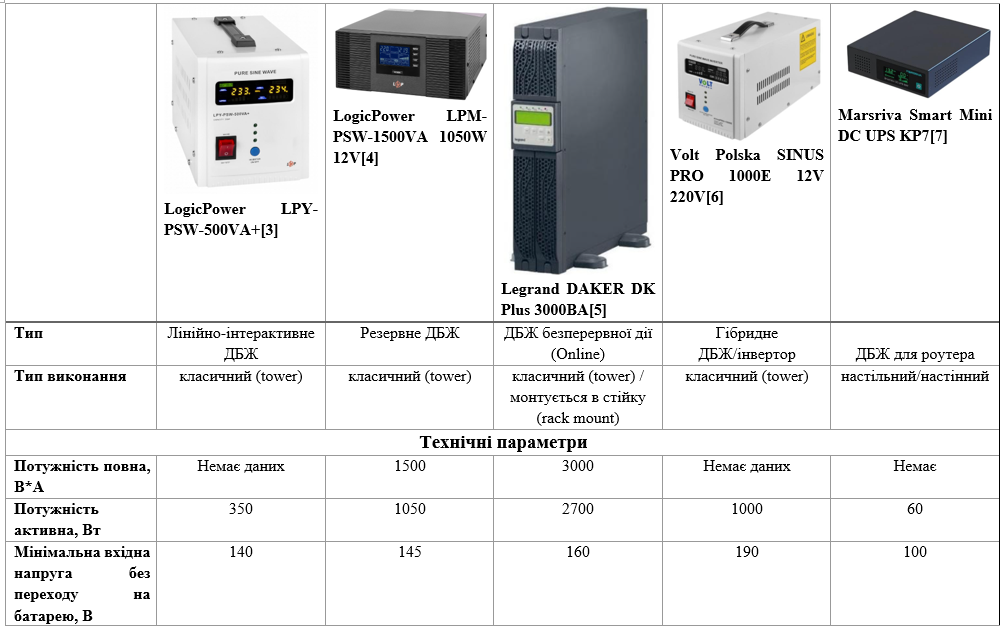 PURE SINE WAVE
233. 234.
LPY-PSW-500VA+
LogicPower LPY-
PSW-500VA+[3]
LogicPower LPM-
PSW-1500VA 1050W
12V[4]
Legrand DAKER DK
Plus 3000BA[5]
VOLT
Volt Polska SINUS
PRO 1000E 12V
220V[6]
Marsriva Smart Mini
DC UPS KP7[7]
Тип
Лінійно-інтерактивне
ДБЖ
Резервне ДБЖ
ДБЖ безперервної дії
(Online)
Гібридне
ДБЖ/інвертор
ДБЖ для роутера
Тип виконання
класичний (tower)
класичний (tower)
класичний (tower) /
монтується в стійку
(rack mount)
класичний (tower)
настільний/настінний
Технічні параметри
Потужність повна,
В*А
Немає даних
1500
3000
Немає даних
Немає
Потужність
активна, Вт
350
1050
2700
1000
60
Мінімальна вхідна
напруга без
переходу на
батарею, В
140
145
160
190
100